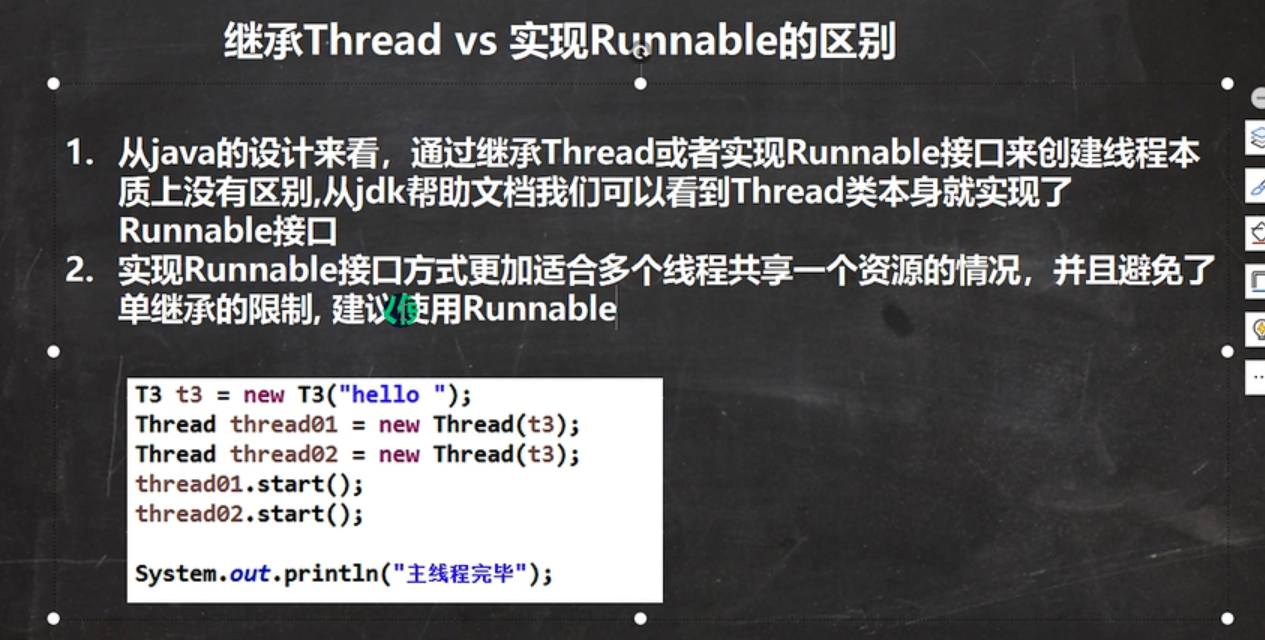 继承Thread vs 实现Runnable的区别
1. 从java的设计来看，通过继承Thread或者实现Runnable接口来创建线程本
质上没有区别,从jdk帮助文档我们可以看到Thread类本身就实现了
Runnable接口
2. 实现Runnable接口方式更加适合多个线程共享一个资源的情况，并且避免了
单继承的限制, 建议使用Runnable
T3 t3 = new T3("hello ");
Thread thread01 = new Thread(t3);
Thread thread02 = new Thread(t3);
thread01.start();
thread02.start();
System.out.println("主线程完毕");